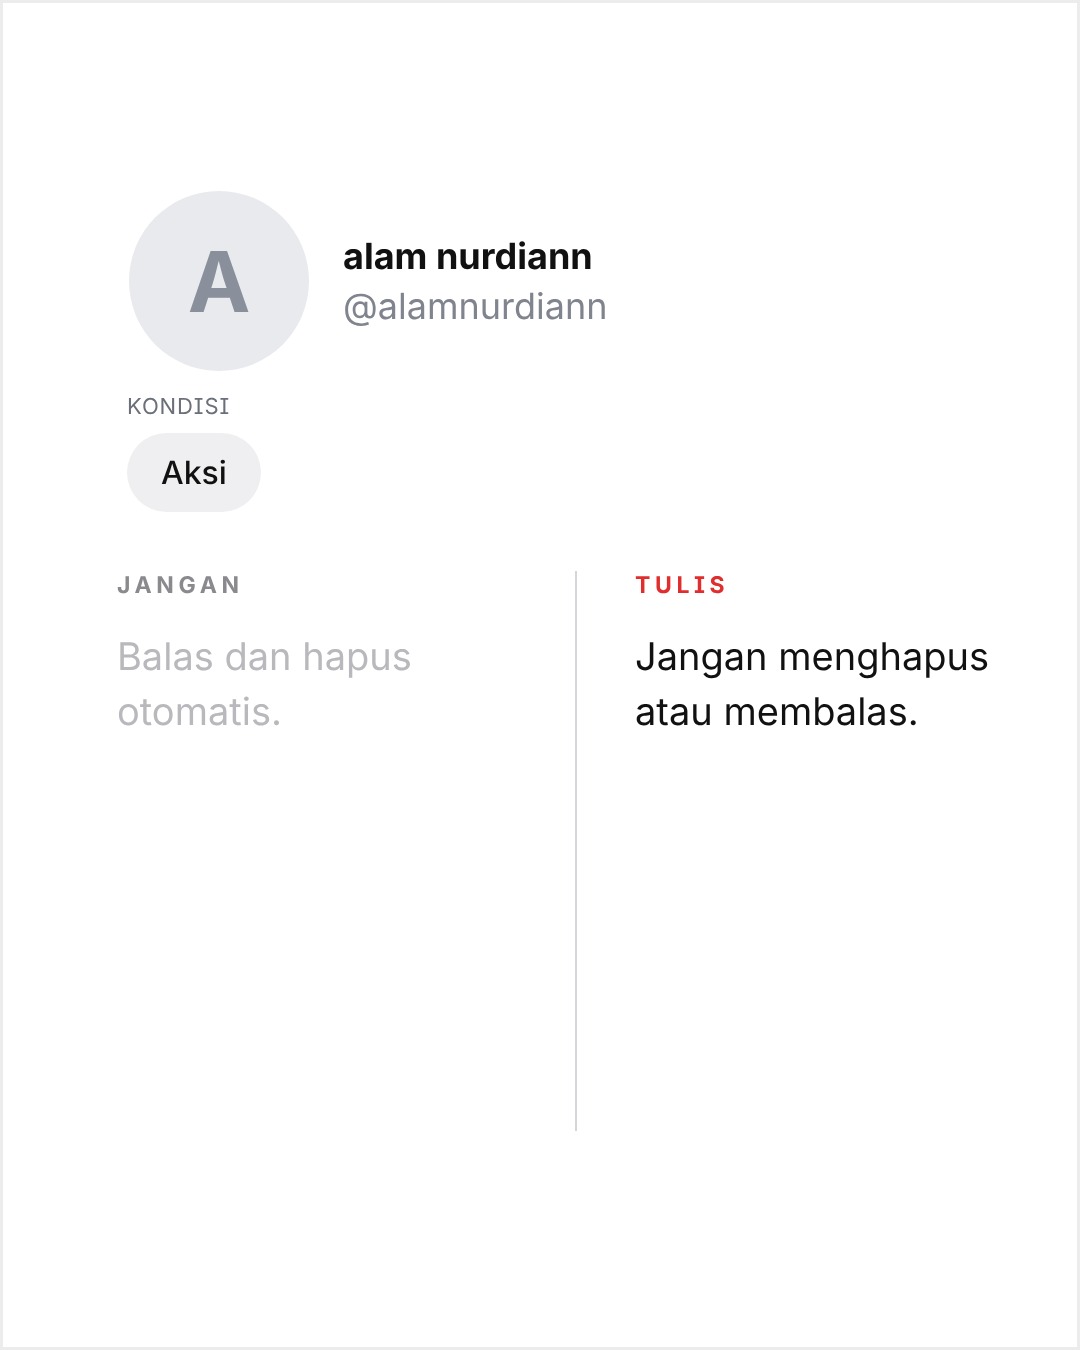 A
alam nurdiann
@alamnurdiann
KONDISI
Aksi
JANGAN
Balas dan hapus
otomatis.
TULIS
Jangan menghapus
atau membalas.